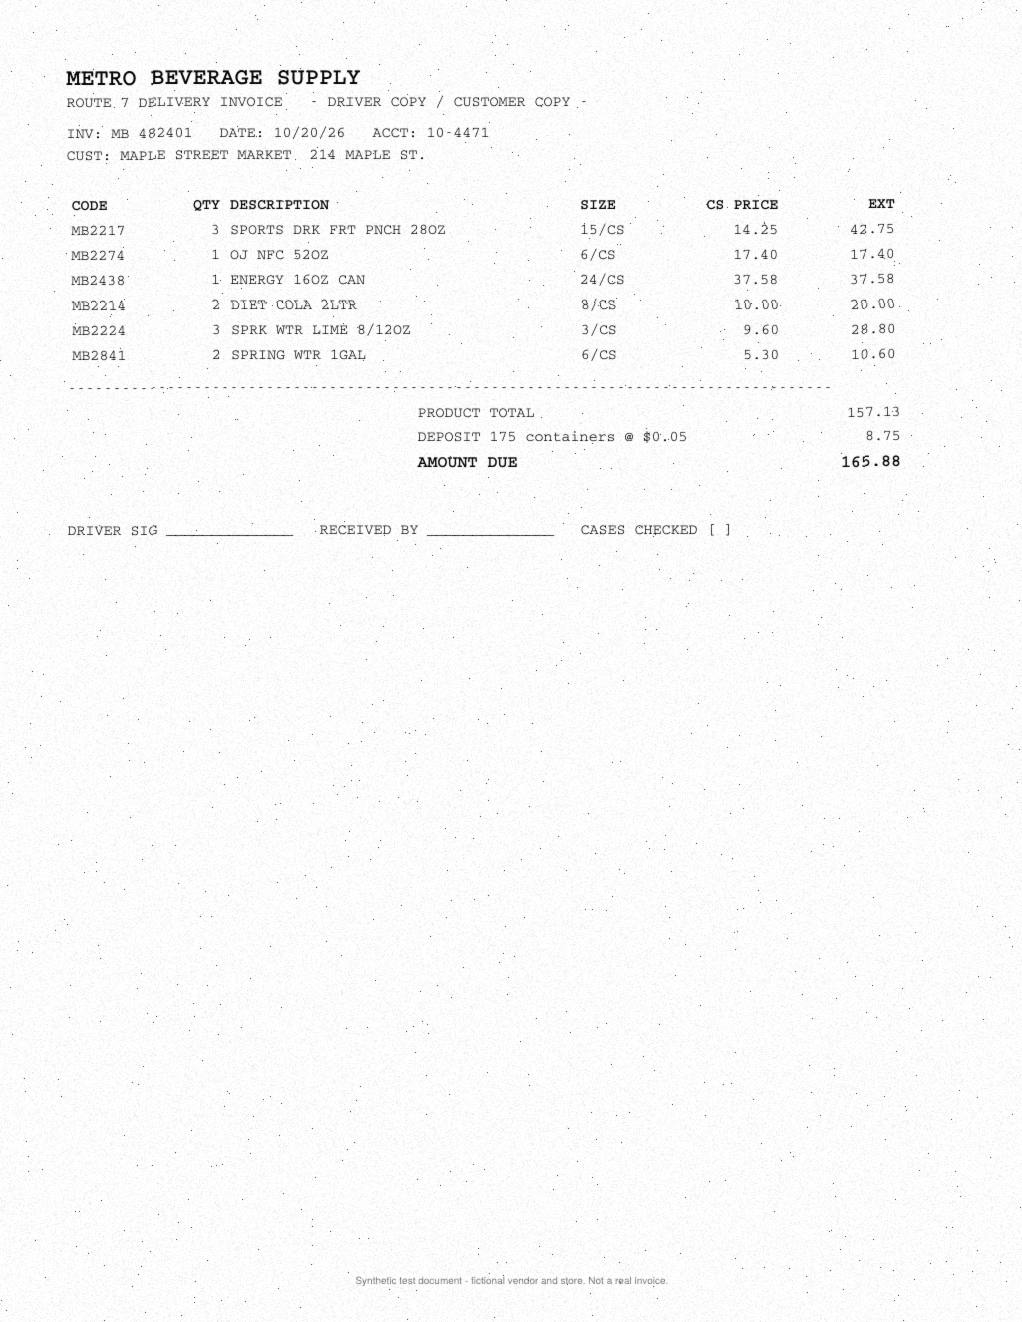 METRO BEVERAGE SUPPLY
ROUTE 7 DELIVERY INVOICE - DRIVER COPY / CUSTOMER COPY -
INV: MB 482401 DATE: 10/20/26 ACCT: 10-4471
CUST: MAPLE STREET MARKET 214 MAPLE ST.
CODE QTY DESCRIPTION SIZE CS PRICE EXT
MB2217 3 SPORTS DRK FRT PNCH 28OZ 15/CS 14.25 42.75
MB2274 1 OJ NFC 52OZ 6/CS 17.40 17.40
MB2438 1 ENERGY 16OZ CAN 24/CS 37.58 37.58
MB2214 2 DIET COLA 2LTR 8/CS 10.00 20.00
MB2224 3 SPRK WTR LIME 8/12OZ 3/CS 9.60 28.80
MB2841 2 SPRING WTR 1GAL 6/CS 5.30 10.60
PRODUCT TOTAL 157.13
DEPOSIT 175 containers @ $0.05 8.75
AMOUNT DUE 165.88
DRIVER SIG ______________ RECEIVED BY ______________ CASES CHECKED [ ]
Synthetic test document - fictional vendor and store. Not a real invoice.